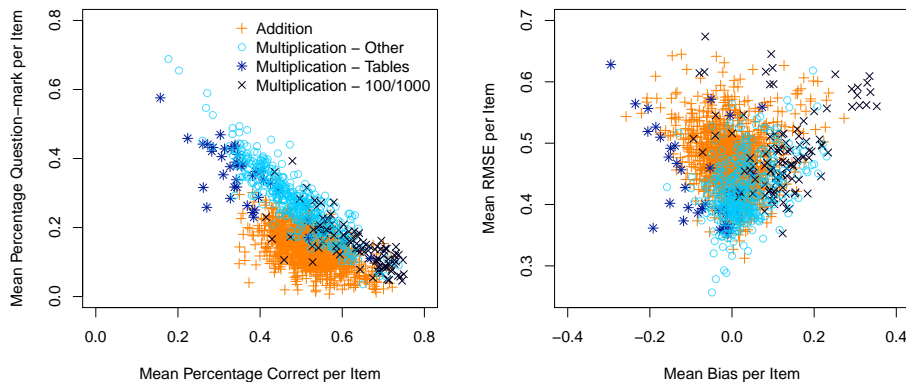 Mean Percentage Question−mark per Item
0.8
0.6
0.4
0.2
0.0
Addition
Multiplication − Other
Multiplication − Tables
Multiplication − 100/1000
0.0 0.2 0.4 0.6 0.8
Mean Percentage Correct per Item
Mean RMSE per Item
0.7
0.6
0.5
0.4
0.3
−0.4 −0.2 0.0 0.2 0.4
Mean Bias per Item